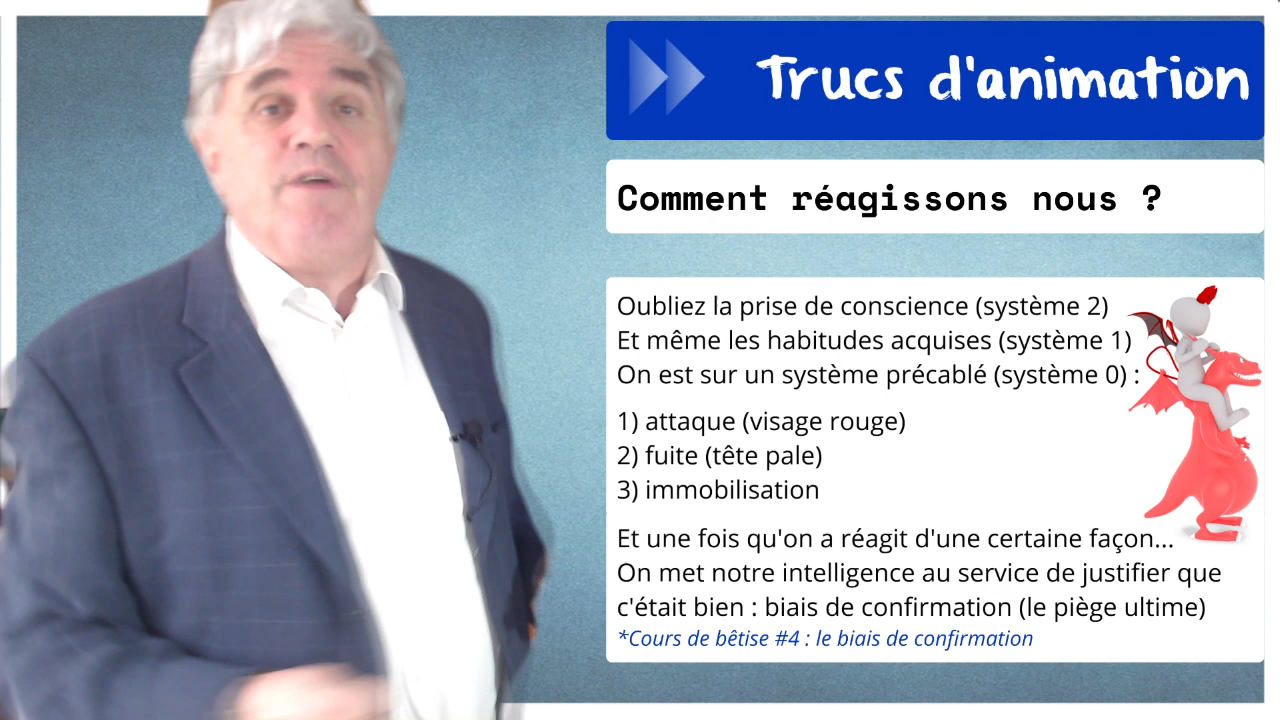 Trucs d'animation
Comment réagissons nous ?
Oubliez la prise de conscience (système 2)
Et même les habitudes acquises (système 1)
On est sur un système précablé (système 0) :
1) attaque (visage rouge)
2) fuite (tête pale)
3) immobilisation
Et une fois qu'on a réagit d'une certaine façon...
On met notre intelligence au service de justifier que
c'était bien : biais de confirmation (le piège ultime)
*Cours de bêtise #4 : le biais de confirmation